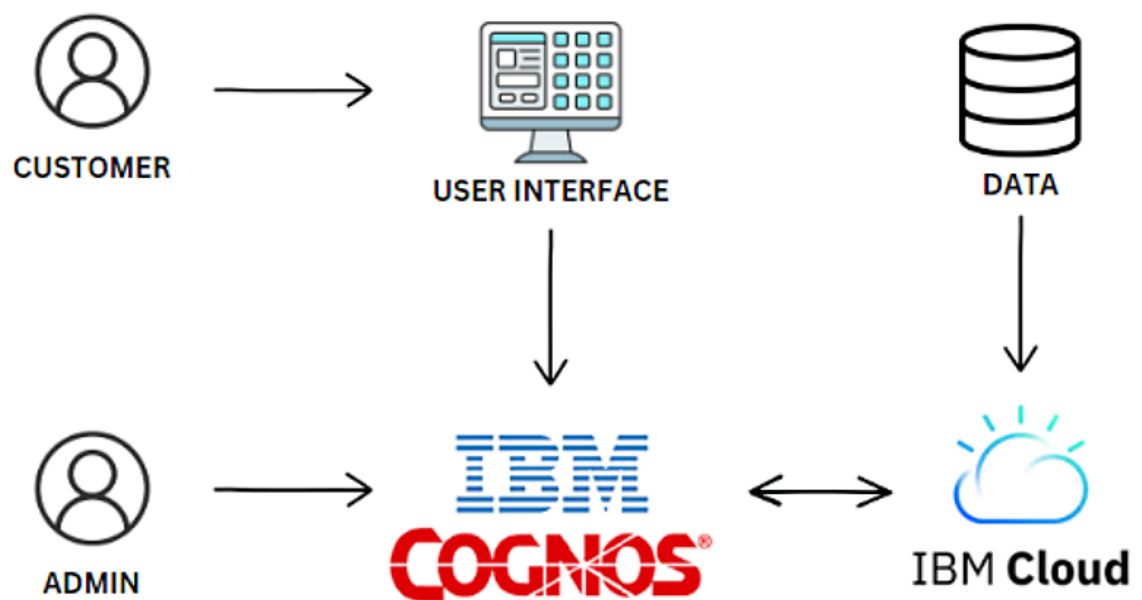 CUSTOMER
USER INTERFACE
DATA
ADMIN
IBM
COGNOS®
IBM Cloud